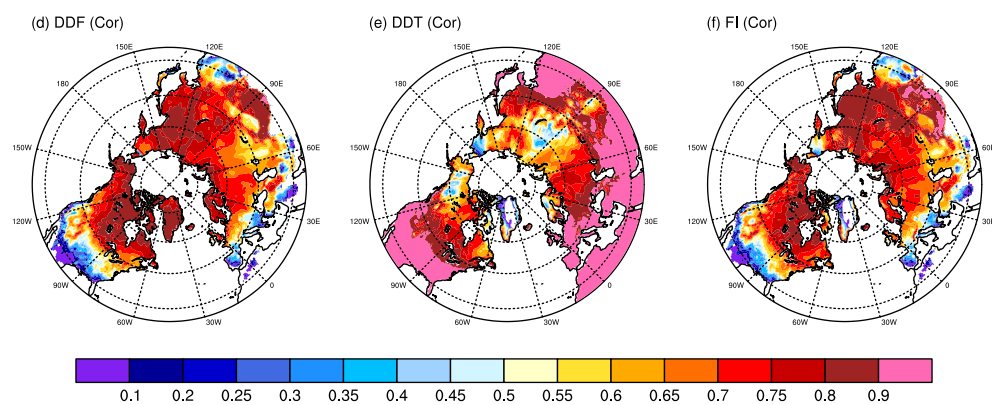 (d) DDF (Cor)
(e) DDT (Cor)
(f) FI (Cor)
150E 120E
180 90E
150W 60E
120W 30E
90W 0
60W 30W
150E 120E
180 90E
150W 60E
120W 30E
90W 0
60W 30W
150E 120E
180 90E
150W 60E
120W 30E
90W 0
60W 30W
0.1 0.2 0.25 0.3 0.35 0.4 0.45 0.5 0.55 0.6 0.65 0.7 0.75 0.8 0.9